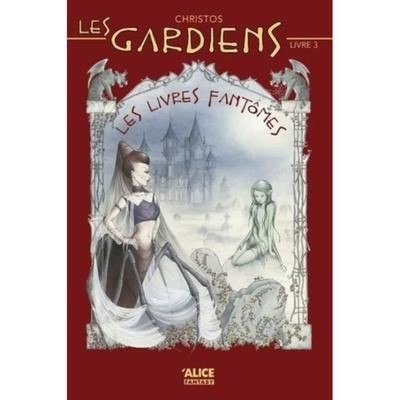 CHRISTOS
LES GARDIENS
LIVRE 3
LES LIVRES FANTÔMES
'ALICE
FANTASY